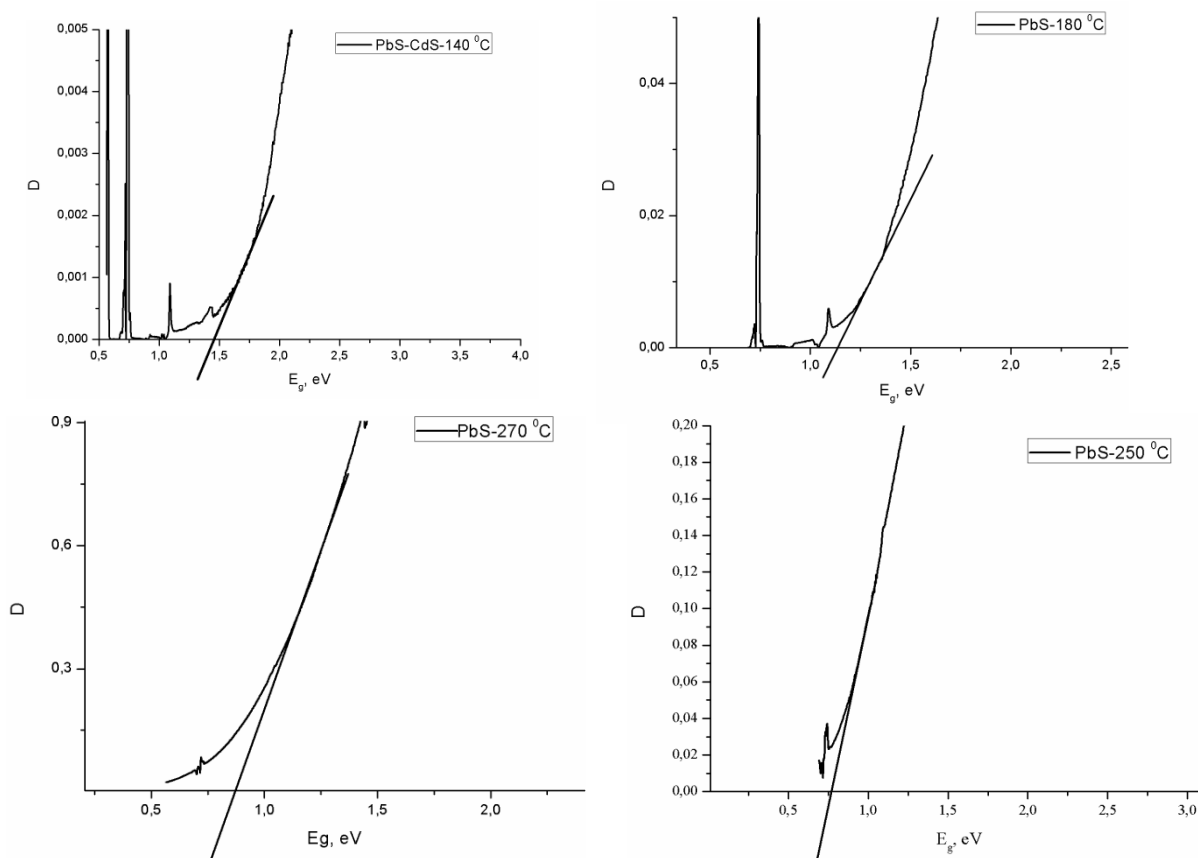 PbS-CdS-140 ⁰C
0,005
0,004
0,003
D
0,002
0,001
0,000
0,5 1,0 1,5 2,0 2,5 3,0 3,5 4,0
E_g, eV
PbS-180 ⁰C
0,04
D
0,02
0,00
0,5 1,0 1,5 2,0 2,5
E_g, eV
PbS-270 ⁰C
0,9
0,6
D
0,3
0,5 1,0 1,5 2,0
Eg, eV
PbS-250 ⁰C
0,20
0,18
0,16
0,14
0,12
D
0,10
0,08
0,06
0,04
0,02
0,00
0,5 1,0 1,5 2,0 2,5 3,0
E_g, eV